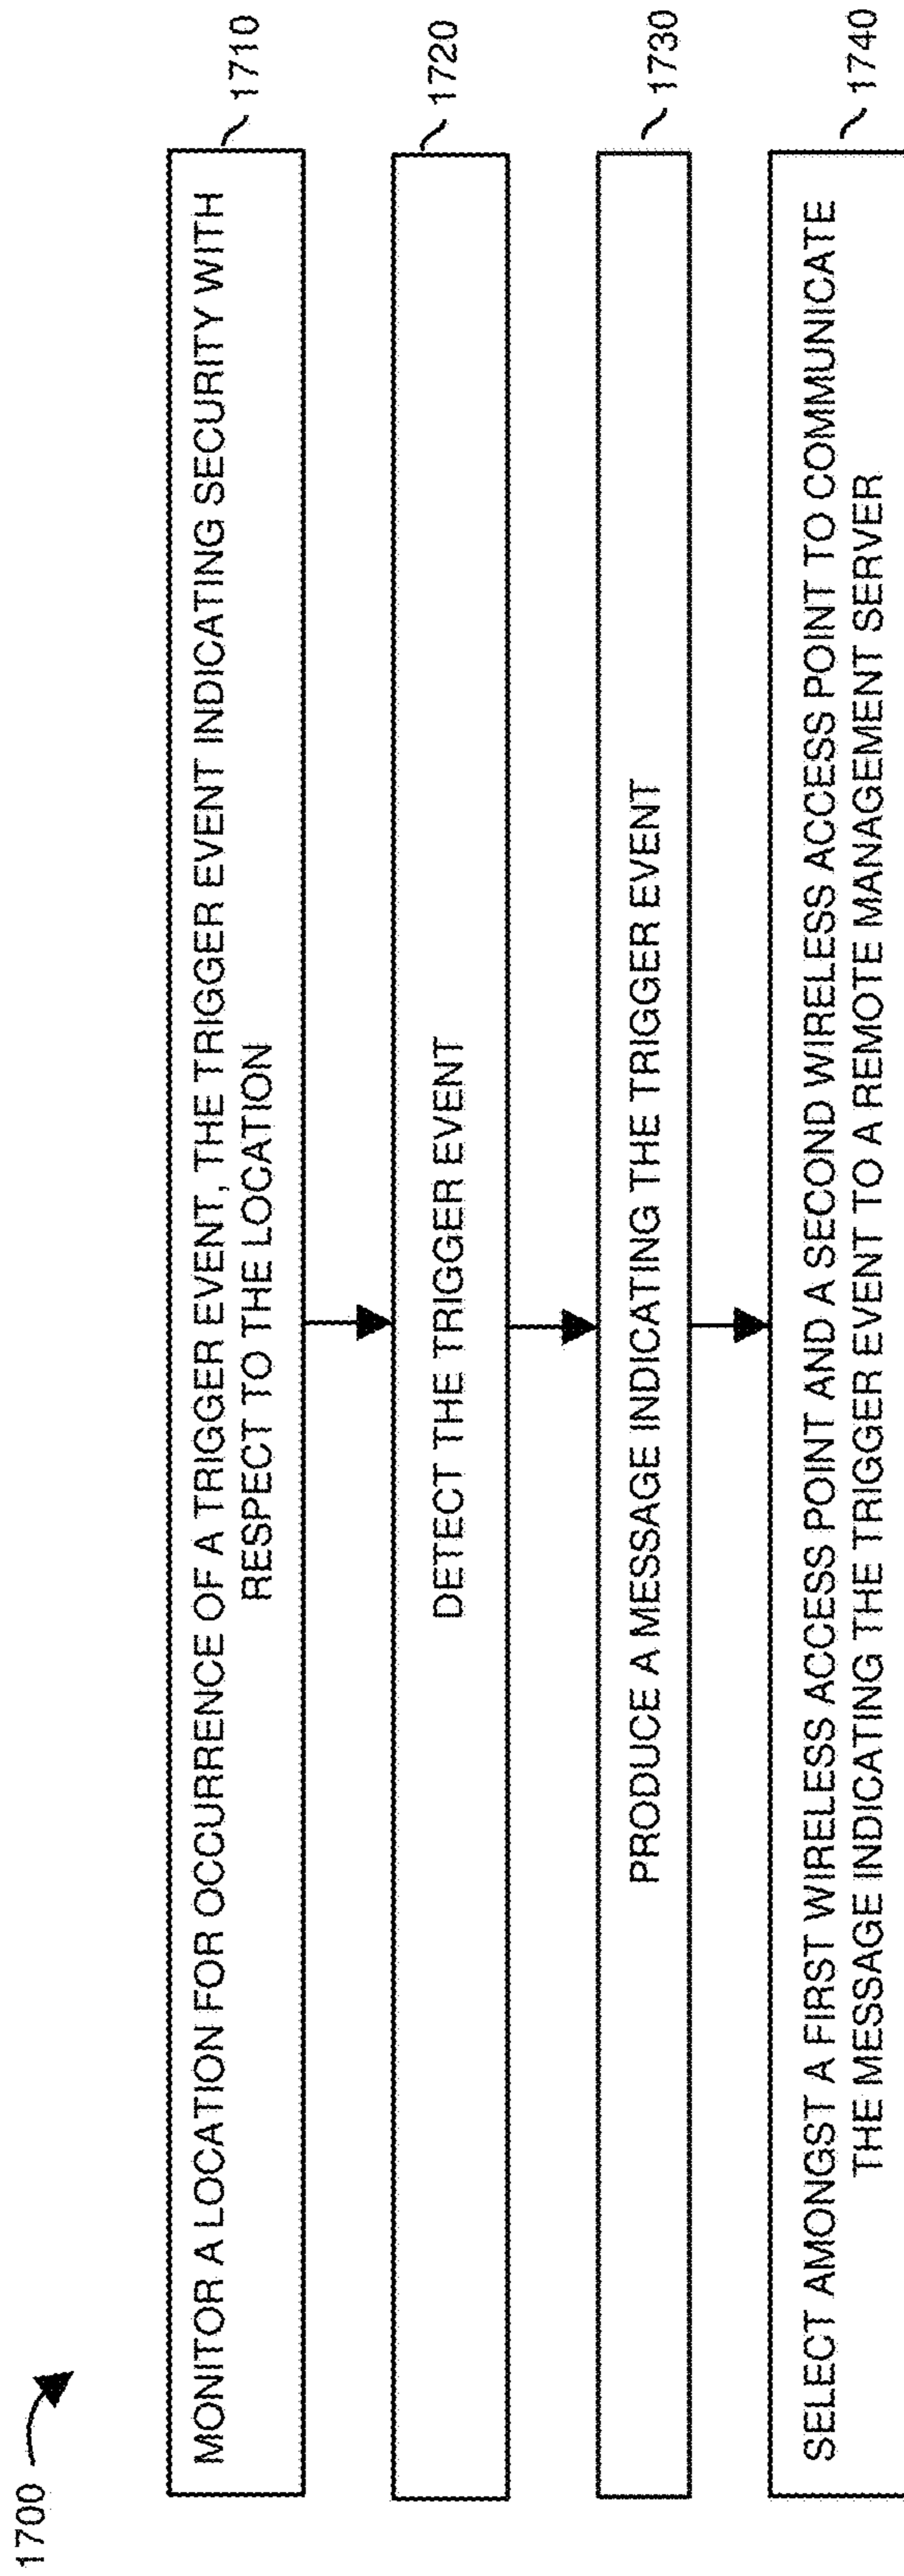 1700
MONITOR A LOCATION FOR OCCURRENCE OF A TRIGGER EVENT, THE TRIGGER EVENT INDICATING SECURITY WITH
RESPECT TO THE LOCATION
1710
DETECT THE TRIGGER EVENT
1720
PRODUCE A MESSAGE INDICATING THE TRIGGER EVENT
1730
SELECT AMONGST A FIRST WIRELESS ACCESS POINT AND A SECOND WIRELESS ACCESS POINT TO COMMUNICATE
THE MESSAGE INDICATING THE TRIGGER EVENT TO A REMOTE MANAGEMENT SERVER
1740